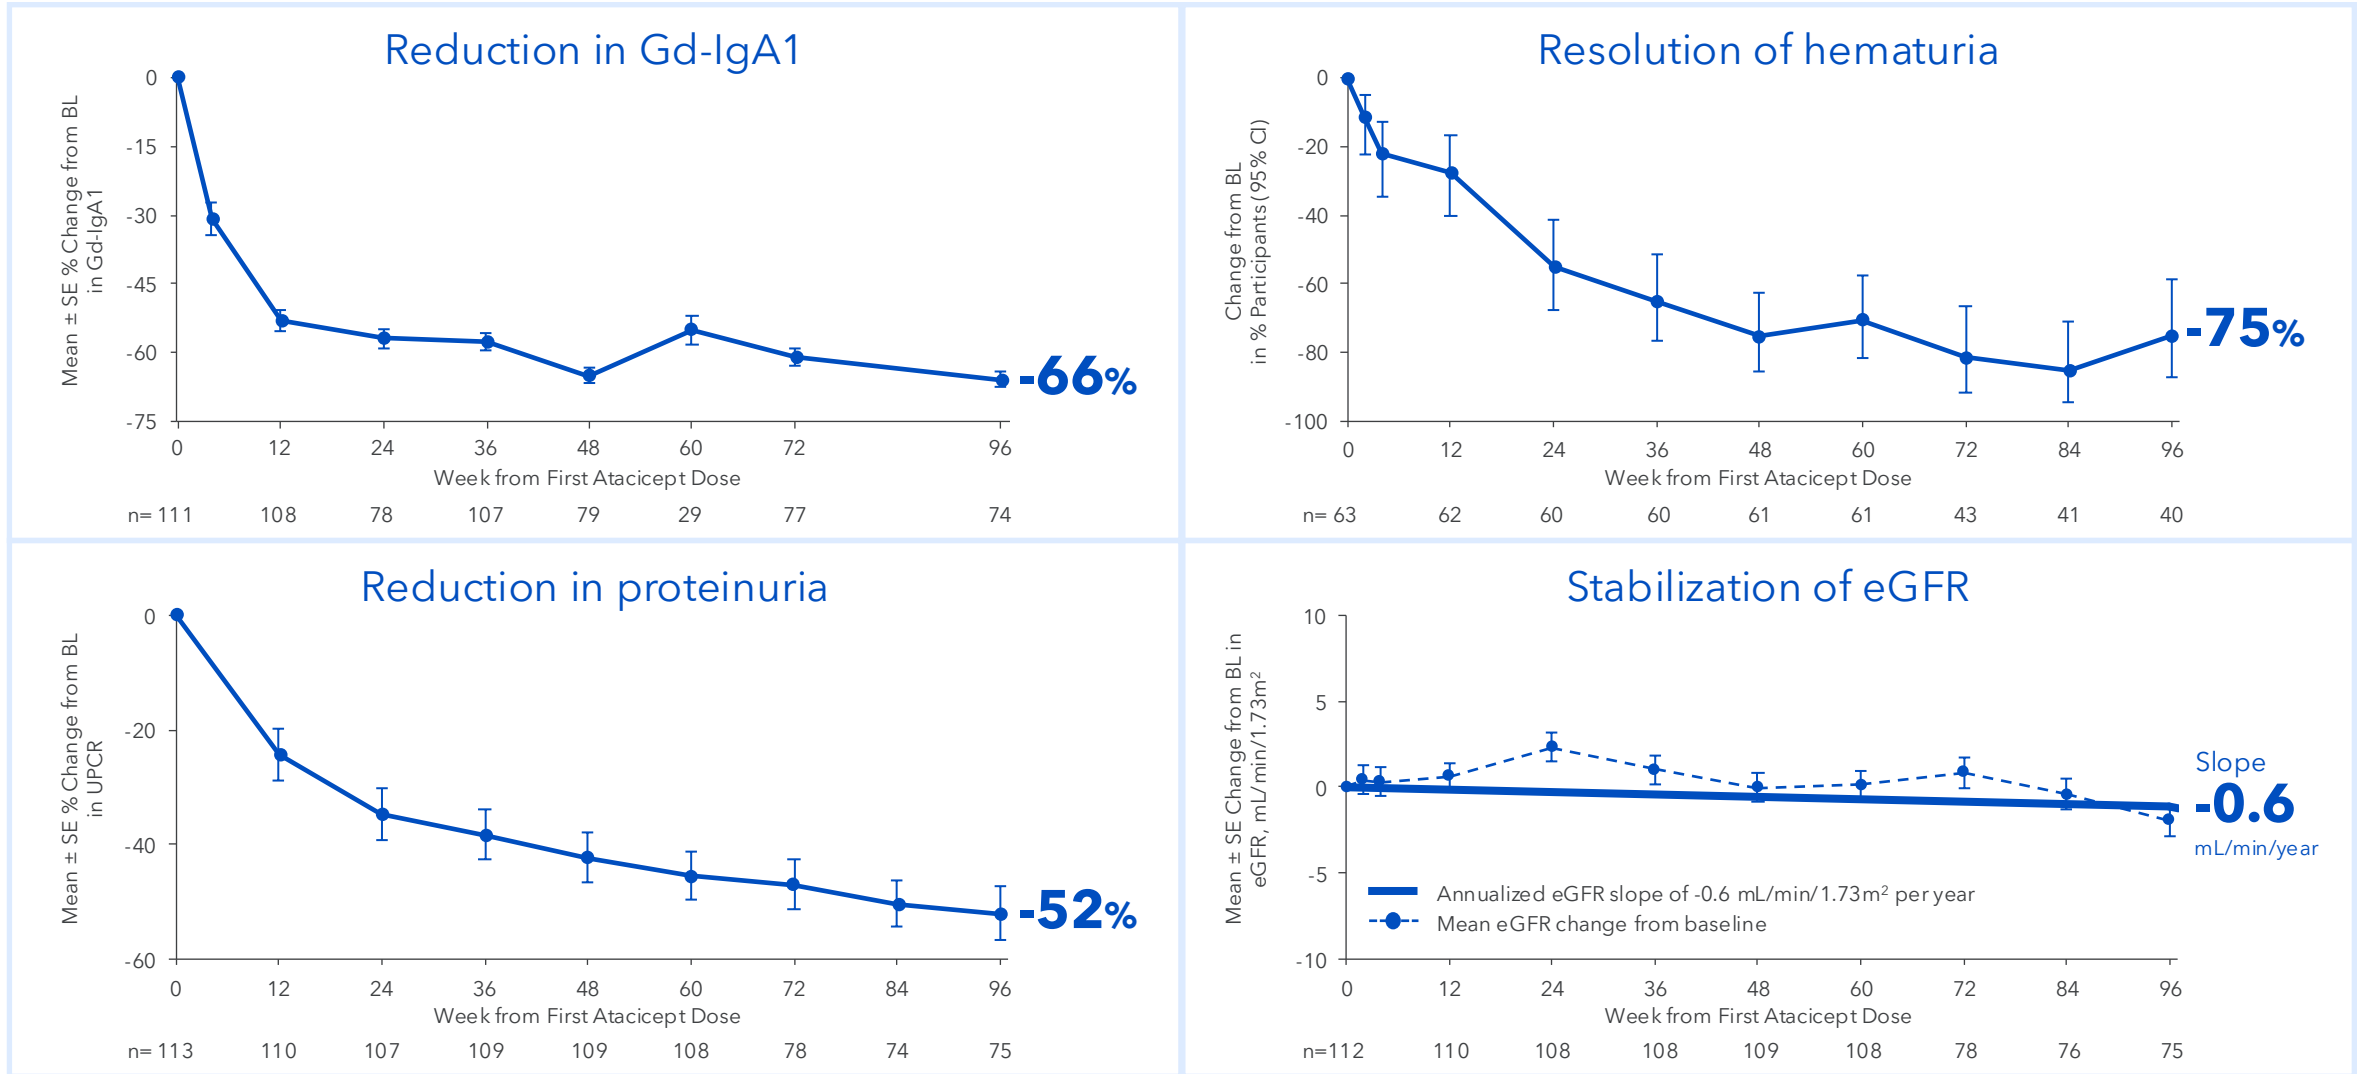 Reduction in Gd-IgA1
Mean ± SE % Change from BL
in Gd-IgA1
0
-15
-30
-45
-60
-75
-66%
0 12 24 36 48 60 72 96
Week from First Atacicept Dose
n= 111 108 78 107 79 29 77 74
Resolution of hematuria
Change from BL
in % Participants (95% CI)
0
-20
-40
-60
-80
-100
-75%
0 12 24 36 48 60 72 84 96
Week from First Atacicept Dose
n= 63 62 60 60 61 61 43 41 40
Reduction in proteinuria
Mean ± SE % Change from BL
in UPCR
0
-20
-40
-60
-52%
0 12 24 36 48 60 72 84 96
Week from First Atacicept Dose
n= 113 110 107 109 109 108 78 74 75
Stabilization of eGFR
Mean ± SE Change from BL in
eGFR, mL/min/1.73m²
10
5
0
-5
-10
Slope
-0.6
mL/min/year
Annualized eGFR slope of -0.6 mL/min/1.73m² per year
Mean eGFR change from baseline
0 12 24 36 48 60 72 84 96
Week from First Atacicept Dose
n=112 110 108 108 109 108 78 76 75